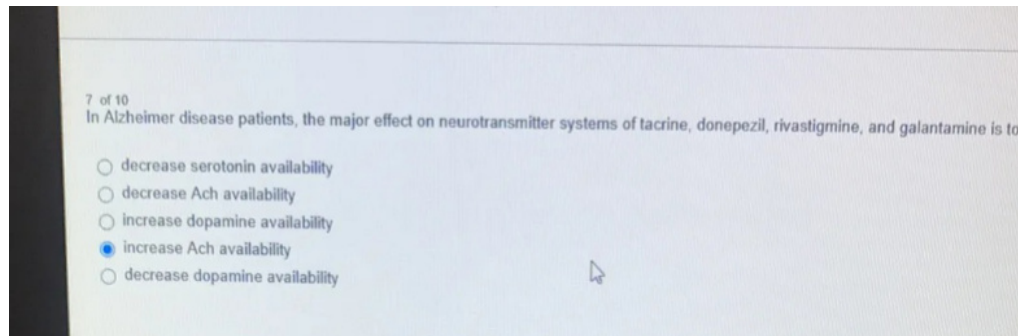 7 of 10
In Alzheimer disease patients, the major effect on neurotransmitter systems of tacrine, donepezil, rivastigmine, and galantamine is to
decrease serotonin availability
decrease Ach availability
increase dopamine availability
increase Ach availability
decrease dopamine availability